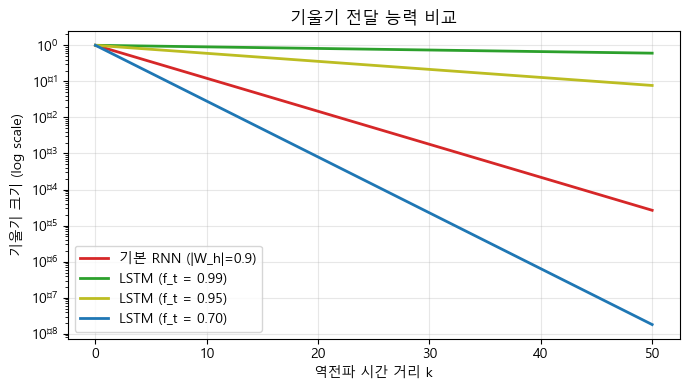 기울기 전달 능력 비교
기울기 크기 (log scale)
10⁰
10¤1
10¤2
10¤3
10¤4
10¤5
10¤6
10¤7
10¤8
기본 RNN (|W_h|=0.9)
LSTM (f_t = 0.99)
LSTM (f_t = 0.95)
LSTM (f_t = 0.70)
0 10 20 30 40 50
역전파 시간 거리 k